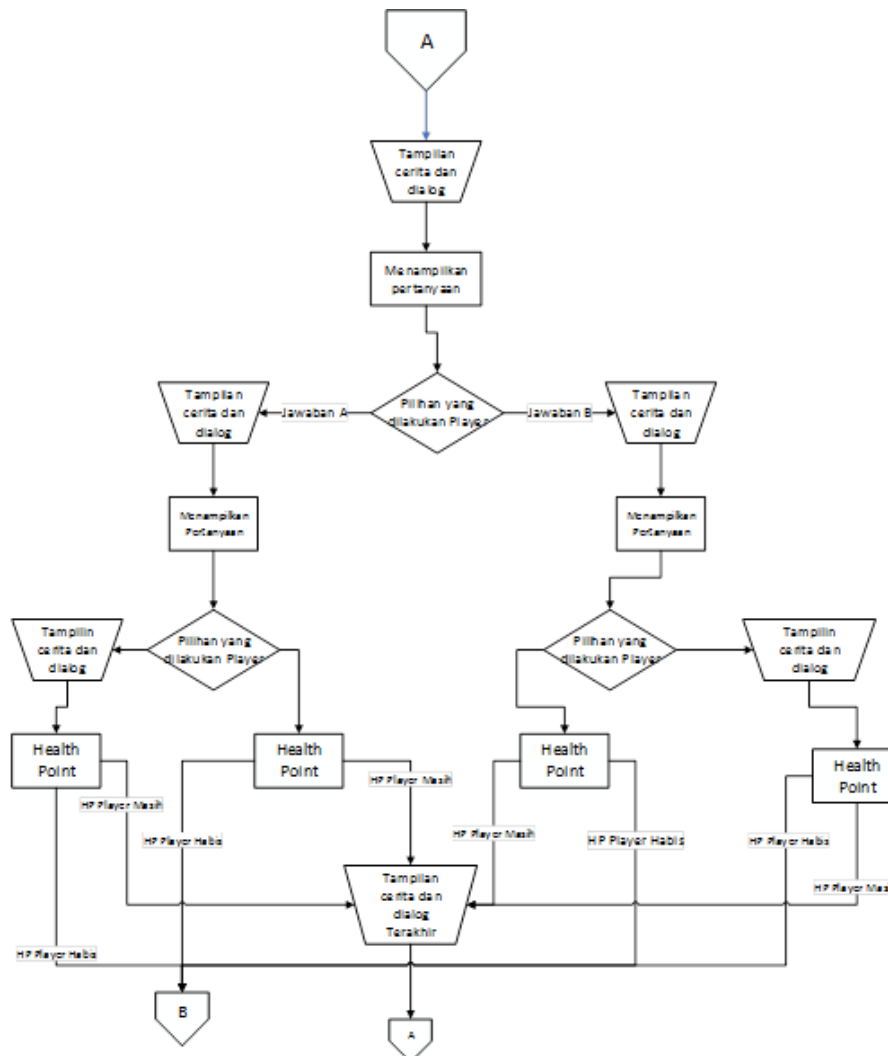 A
Tampilan
cerita dan
dialog
Menampilkan
pertanyaan
Tampilan
cerita dan
dialog
Jawaban A
Pilihan yang
dilakukan Player
Jawaban B
Tampilan
cerita dan
dialog
Menampilkan
Pertanyaan
Menampilkan
Pertanyaan
Tampilin
cerita dan
dialog
Pilihan yang
dilakukan Player
Pilihan yang
dilakukan Player
Tampilin
cerita dan
dialog
Health
Point
Health
Point
Health
Point
Health
Point
HP Player Masih
HP Player Masih
HP Player Habis
HP Player Masih
HP Player Habis
HP Player Habis
Tampilan
cerita dan
dialog
Terakhir
HP Player Masi
HP Player Habis
B
A